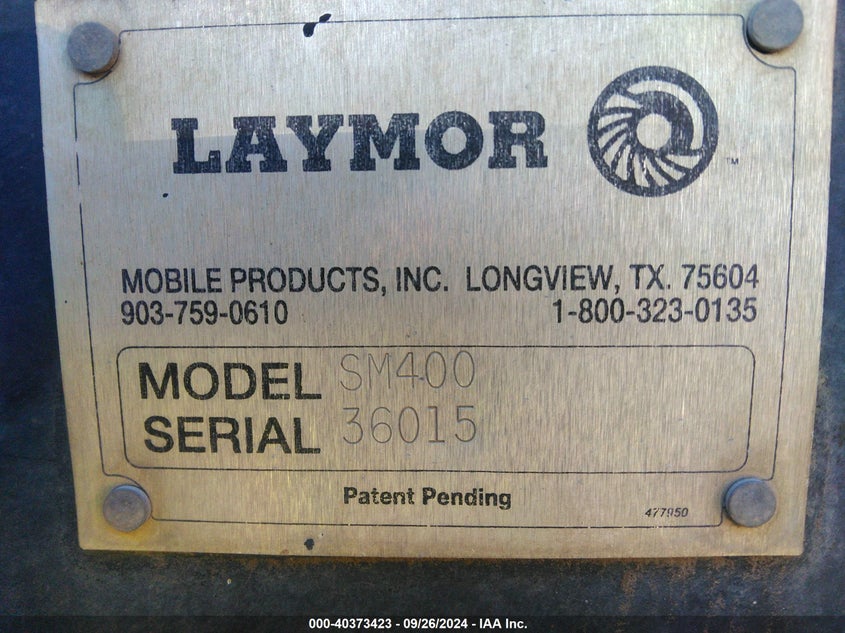 LAYMOR
TM
MOBILE PRODUCTS, INC. LONGVIEW, TX. 75604
903-759-0610 1-800-323-0135
MODEL SM400
SERIAL 36015
Patent Pending
477950
000-40373423 - 09/26/2024 - IAA Inc.